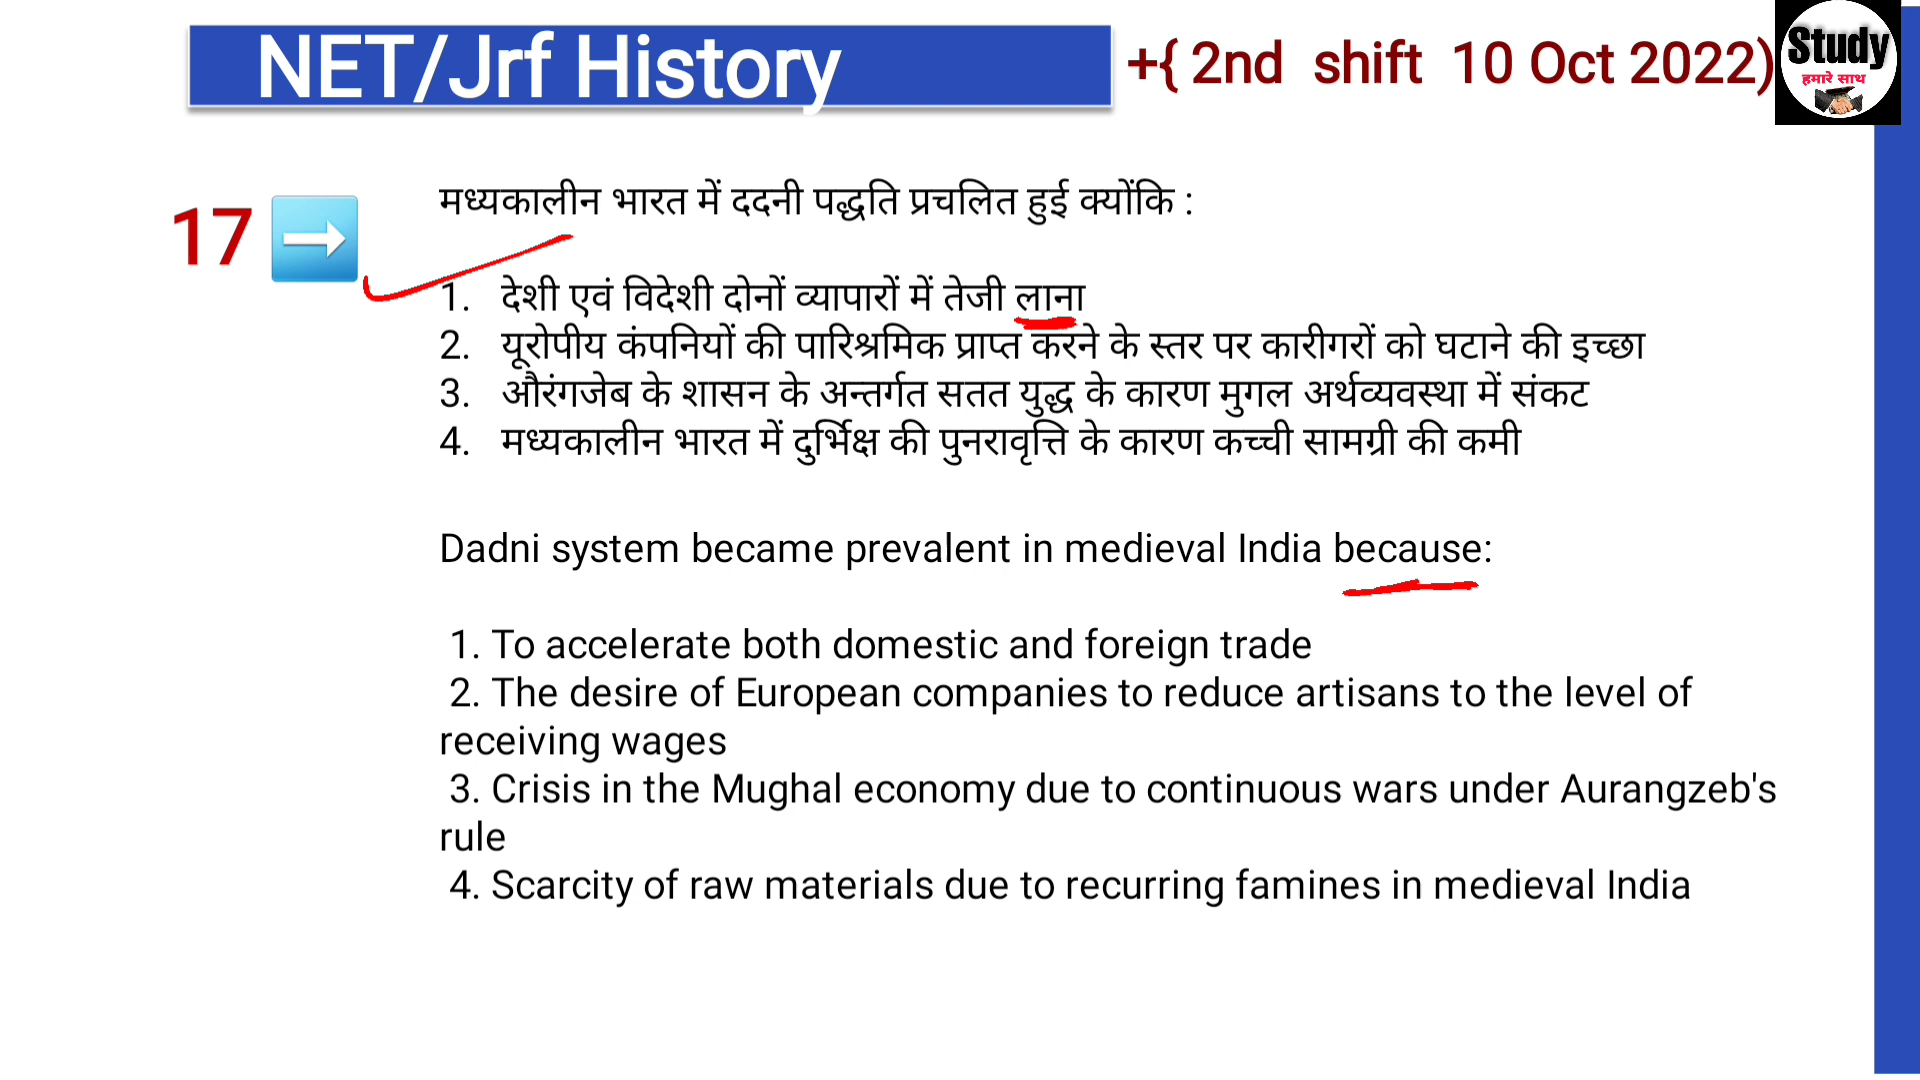 NET/Jrf History
+{ 2nd shift 10 Oct 2022)
Study
हमारे साथ
17
मध्यकालीन भारत में ददनी पद्धति प्रचलित हुई क्योंकि :
1. देशी एवं विदेशी दोनों व्यापारों में तेजी लाना
2. यूरोपीय कंपनियों की पारिश्रमिक प्राप्त करने के स्तर पर कारीगरों को घटाने की इच्छा
3. औरंगजेब के शासन के अन्तर्गत सतत युद्ध के कारण मुगल अर्थव्यवस्था में संकट
4. मध्यकालीन भारत में दुर्भिक्ष की पुनरावृत्ति के कारण कच्ची सामग्री की कमी
Dadni system became prevalent in medieval India because:
1. To accelerate both domestic and foreign trade
2. The desire of European companies to reduce artisans to the level of
receiving wages
3. Crisis in the Mughal economy due to continuous wars under Aurangzeb's
rule
4. Scarcity of raw materials due to recurring famines in medieval India